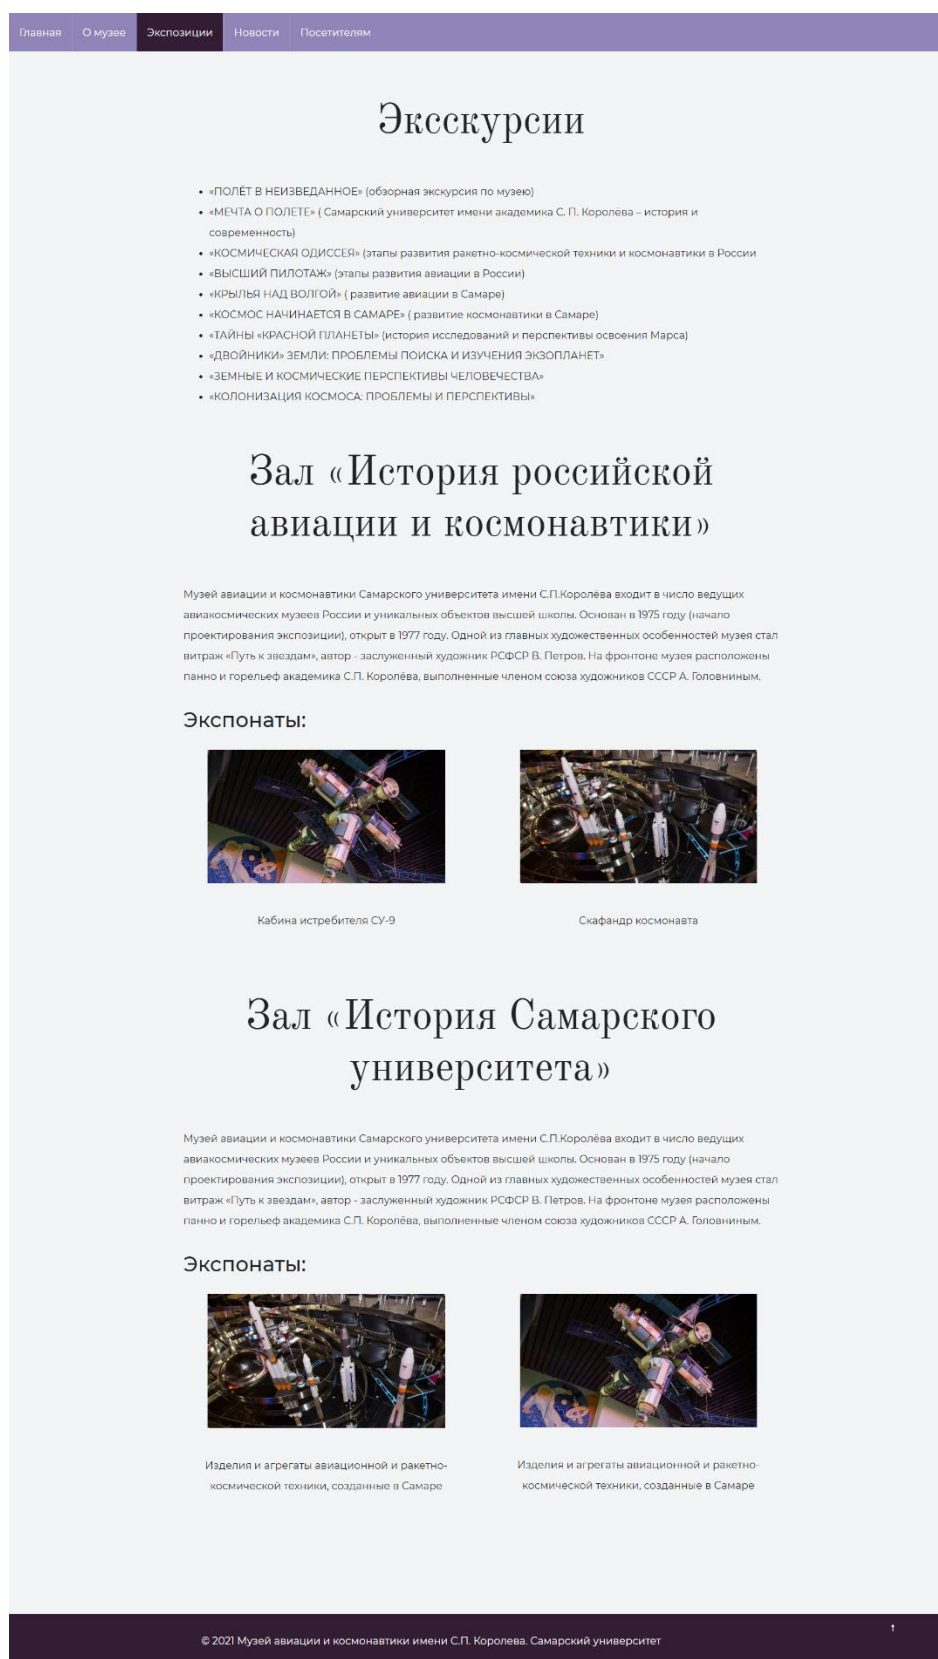 Главная О музее Экспозиции Новости Посетителям
Эксскурсии
• «ПОЛЁТ В НЕИЗВЕДАННОЕ» (обзорная экскурсия по музею)
• «МЕЧТА О ПОЛЕТЕ» ( Самарский университет имени академика С. П. Королёва – история и
современность)
• «КОСМИЧЕСКАЯ ОДИССЕЯ» (этапы развития ракетно-космической техники и космонавтики в России
• «ВЫСШИЙ ПИЛОТАЖ» (этапы развития авиации в России)
• «КРЫЛЬЯ НАД ВОЛГОЙ» ( развитие авиации в Самаре)
• «КОСМОС НАЧИНАЕТСЯ В САМАРЕ» ( развитие космонавтики в Самаре)
• «ТАЙНЫ «КРАСНОЙ ПЛАНЕТЫ» (история исследований и перспективы освоения Марса)
• «ДВОЙНИКИ» ЗЕМЛИ: ПРОБЛЕМЫ ПОИСКА И ИЗУЧЕНИЯ ЭКЗОПЛАНЕТ»
• «ЗЕМНЫЕ И КОСМИЧЕСКИЕ ПЕРСПЕКТИВЫ ЧЕЛОВЕЧЕСТВА»
• «КОЛОНИЗАЦИЯ КОСМОСА: ПРОБЛЕМЫ И ПЕРСПЕКТИВЫ»
Зал «История российской
авиации и космонавтики»
Музей авиации и космонавтики Самарского университета имени С.П.Королёва входит в число ведущих
авиакосмических музеев России и уникальных объектов высшей школы. Основан в 1975 году (начало
проектирования экспозиции), открыт в 1977 году. Одной из главных художественных особенностей музея стал
витраж «Путь к звездам», автор - заслуженный художник РСФСР В. Петров. На фронтоне музея расположены
панно и горельеф академика С.П. Королёва, выполненные членом союза художников СССР А. Головниным.
Экспонаты:
Кабина истребителя СУ-9 Скафандр космонавта
Зал «История Самарского
университета»
Музей авиации и космонавтики Самарского университета имени С.П.Королёва входит в число ведущих
авиакосмических музеев России и уникальных объектов высшей школы. Основан в 1975 году (начало
проектирования экспозиции), открыт в 1977 году. Одной из главных художественных особенностей музея стал
витраж «Путь к звездам», автор - заслуженный художник РСФСР В. Петров. На фронтоне музея расположены
панно и горельеф академика С.П. Королёва, выполненные членом союза художников СССР А. Головниным.
Экспонаты:
Изделия и агрегаты авиационной и ракетно-
космической техники, созданные в Самаре
Изделия и агрегаты авиационной и ракетно-
космической техники, созданные в Самаре
↑
© 2021 Музей авиации и космонавтики имени С.П. Королева. Самарский университет